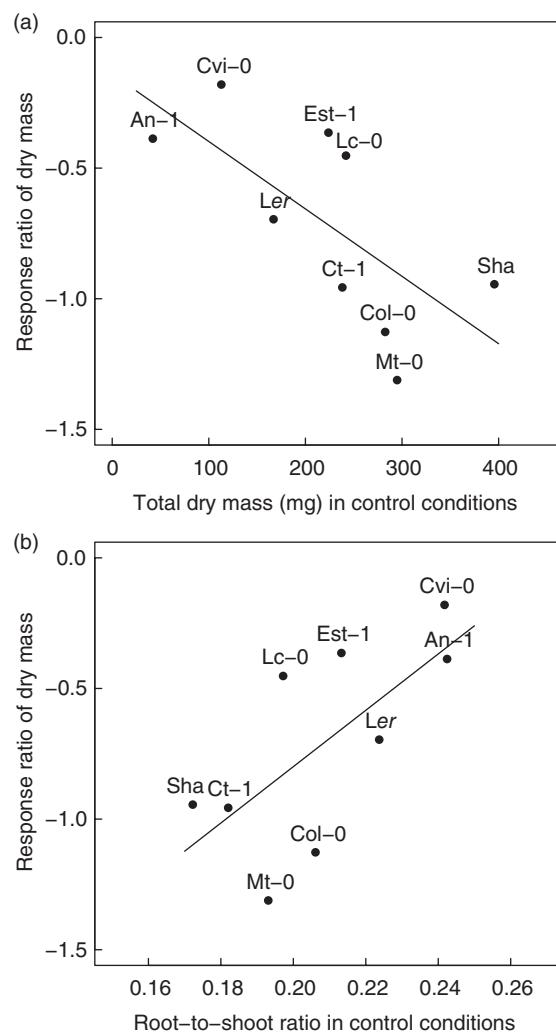 (a)
0.0
−0.5
−1.0
−1.5
Response ratio of dry mass
Cvi−0
An−1
Est−1
Lc−0
Ler
Ct−1
Sha
Col−0
Mt−0
0 100 200 300 400
Total dry mass (mg) in control conditions
(b)
0.0
−0.5
−1.0
−1.5
Response ratio of dry mass
Cvi−0
Est−1
An−1
Lc−0
Ler
Sha
Ct−1
Col−0
Mt−0
0.16 0.18 0.20 0.22 0.24 0.26
Root−to−shoot ratio in control conditions